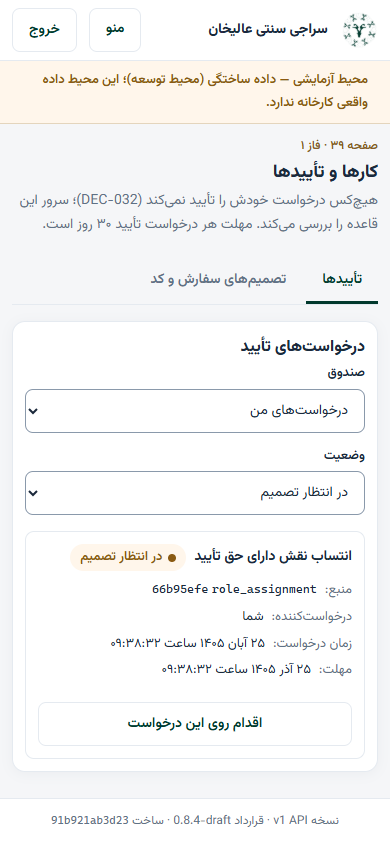 سراجی سنتی عالیخان
منو
خروج
محیط آزمایشی — داده ساختگی (محیط توسعه)؛ این محیط داده
واقعی کارخانه ندارد.
صفحه ۳۹ · فاز ۱
کارها و تأییدها
هیچ‌کس درخواست خودش را تأیید نمی‌کند (DEC-032)؛ سرور این
قاعده را بررسی می‌کند. مهلت هر درخواست تأیید ۳۰ روز است.
تأییدها
تصمیم‌های سفارش و کد
درخواست‌های تأیید
صندوق
درخواست‌های من
وضعیت
در انتظار تصمیم
انتساب نقش دارای حق تأیید
در انتظار تصمیم
منبع: role_assignment 66b95efe
درخواست‌کننده: شما
زمان درخواست: ۲۵ آبان ۱۴۰۵ ساعت ۰۹:۳۸:۳۲
مهلت: ۲۵ آذر ۱۴۰۵ ساعت ۰۹:۳۸:۳۲
اقدام روی این درخواست
نسخه API v1 · قرارداد 0.8.4-draft · ساخت 91b921ab3d23